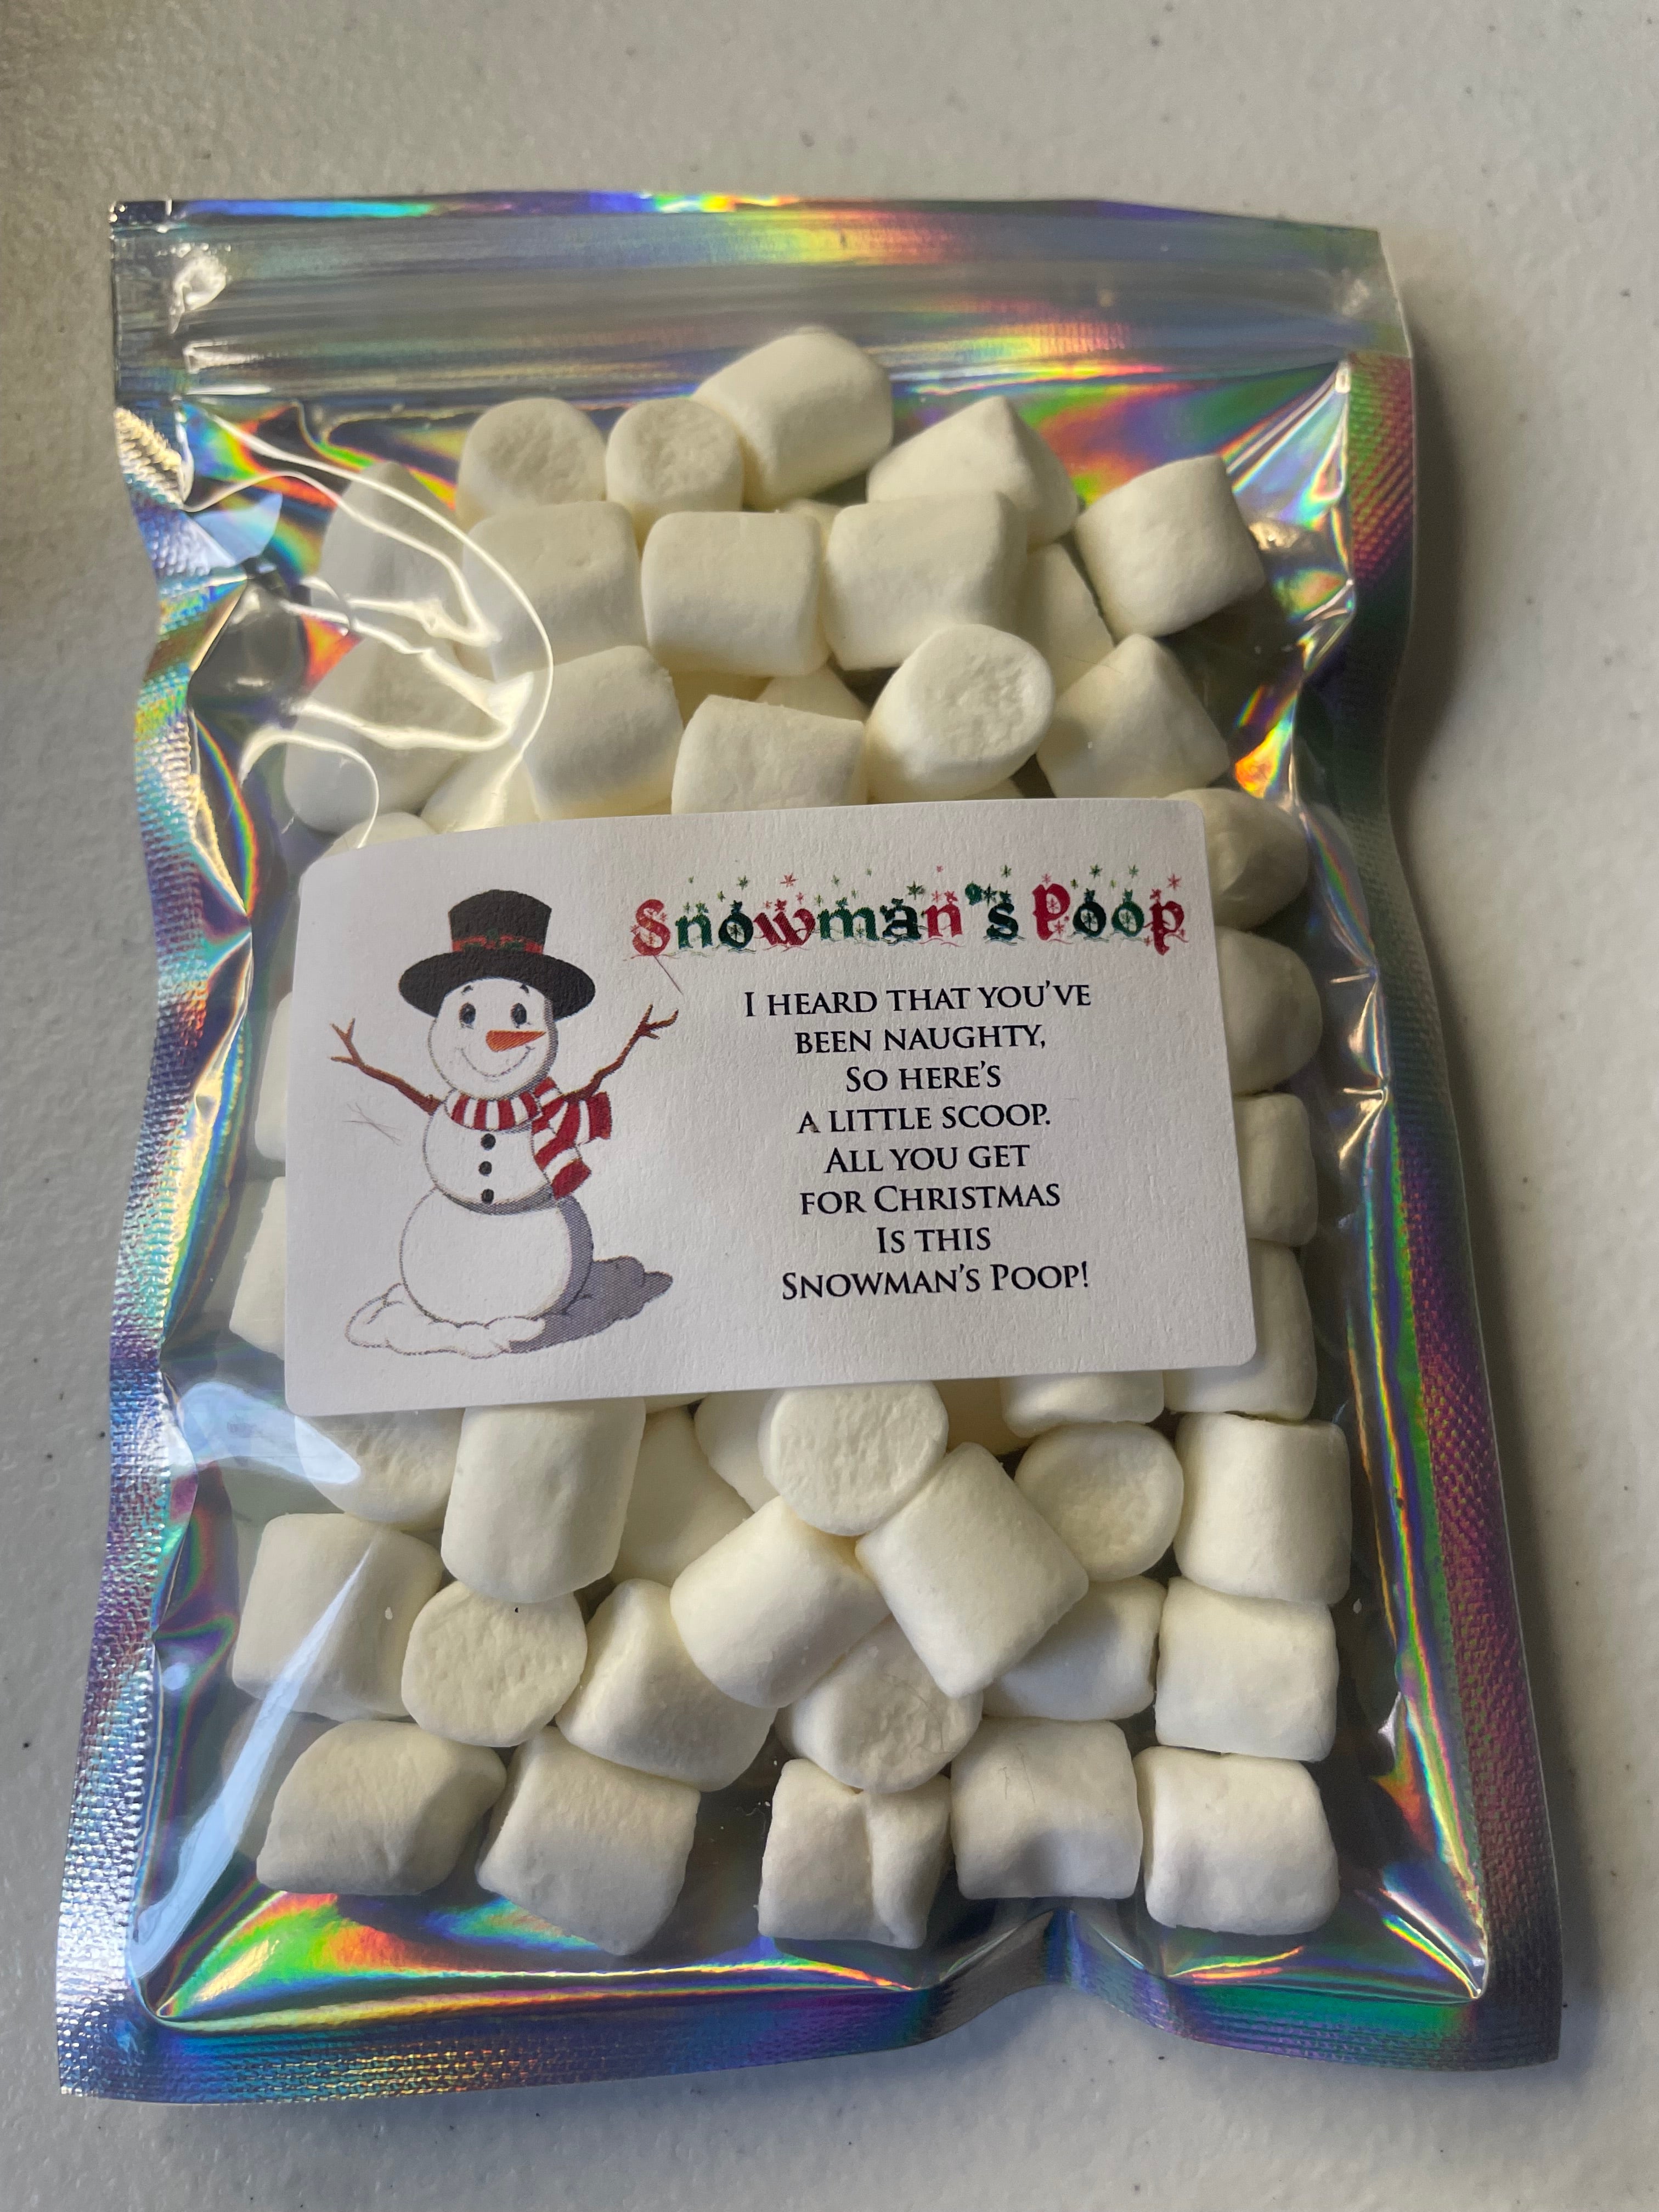 Snowman's Poop
I HEARD THAT YOU'VE
BEEN NAUGHTY,
SO HERE'S
A LITTLE SCOOP.
ALL YOU GET
FOR CHRISTMAS
IS THIS
SNOWMAN'S POOP!